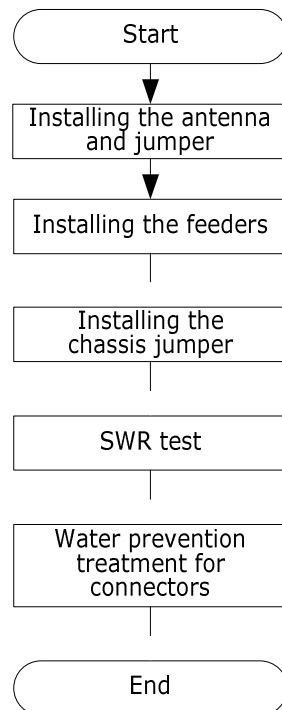 Start
Installing the antenna
and jumper
Installing the feeders
Installing the
chassis jumper
SWR test
Water prevention
treatment for
connectors
End